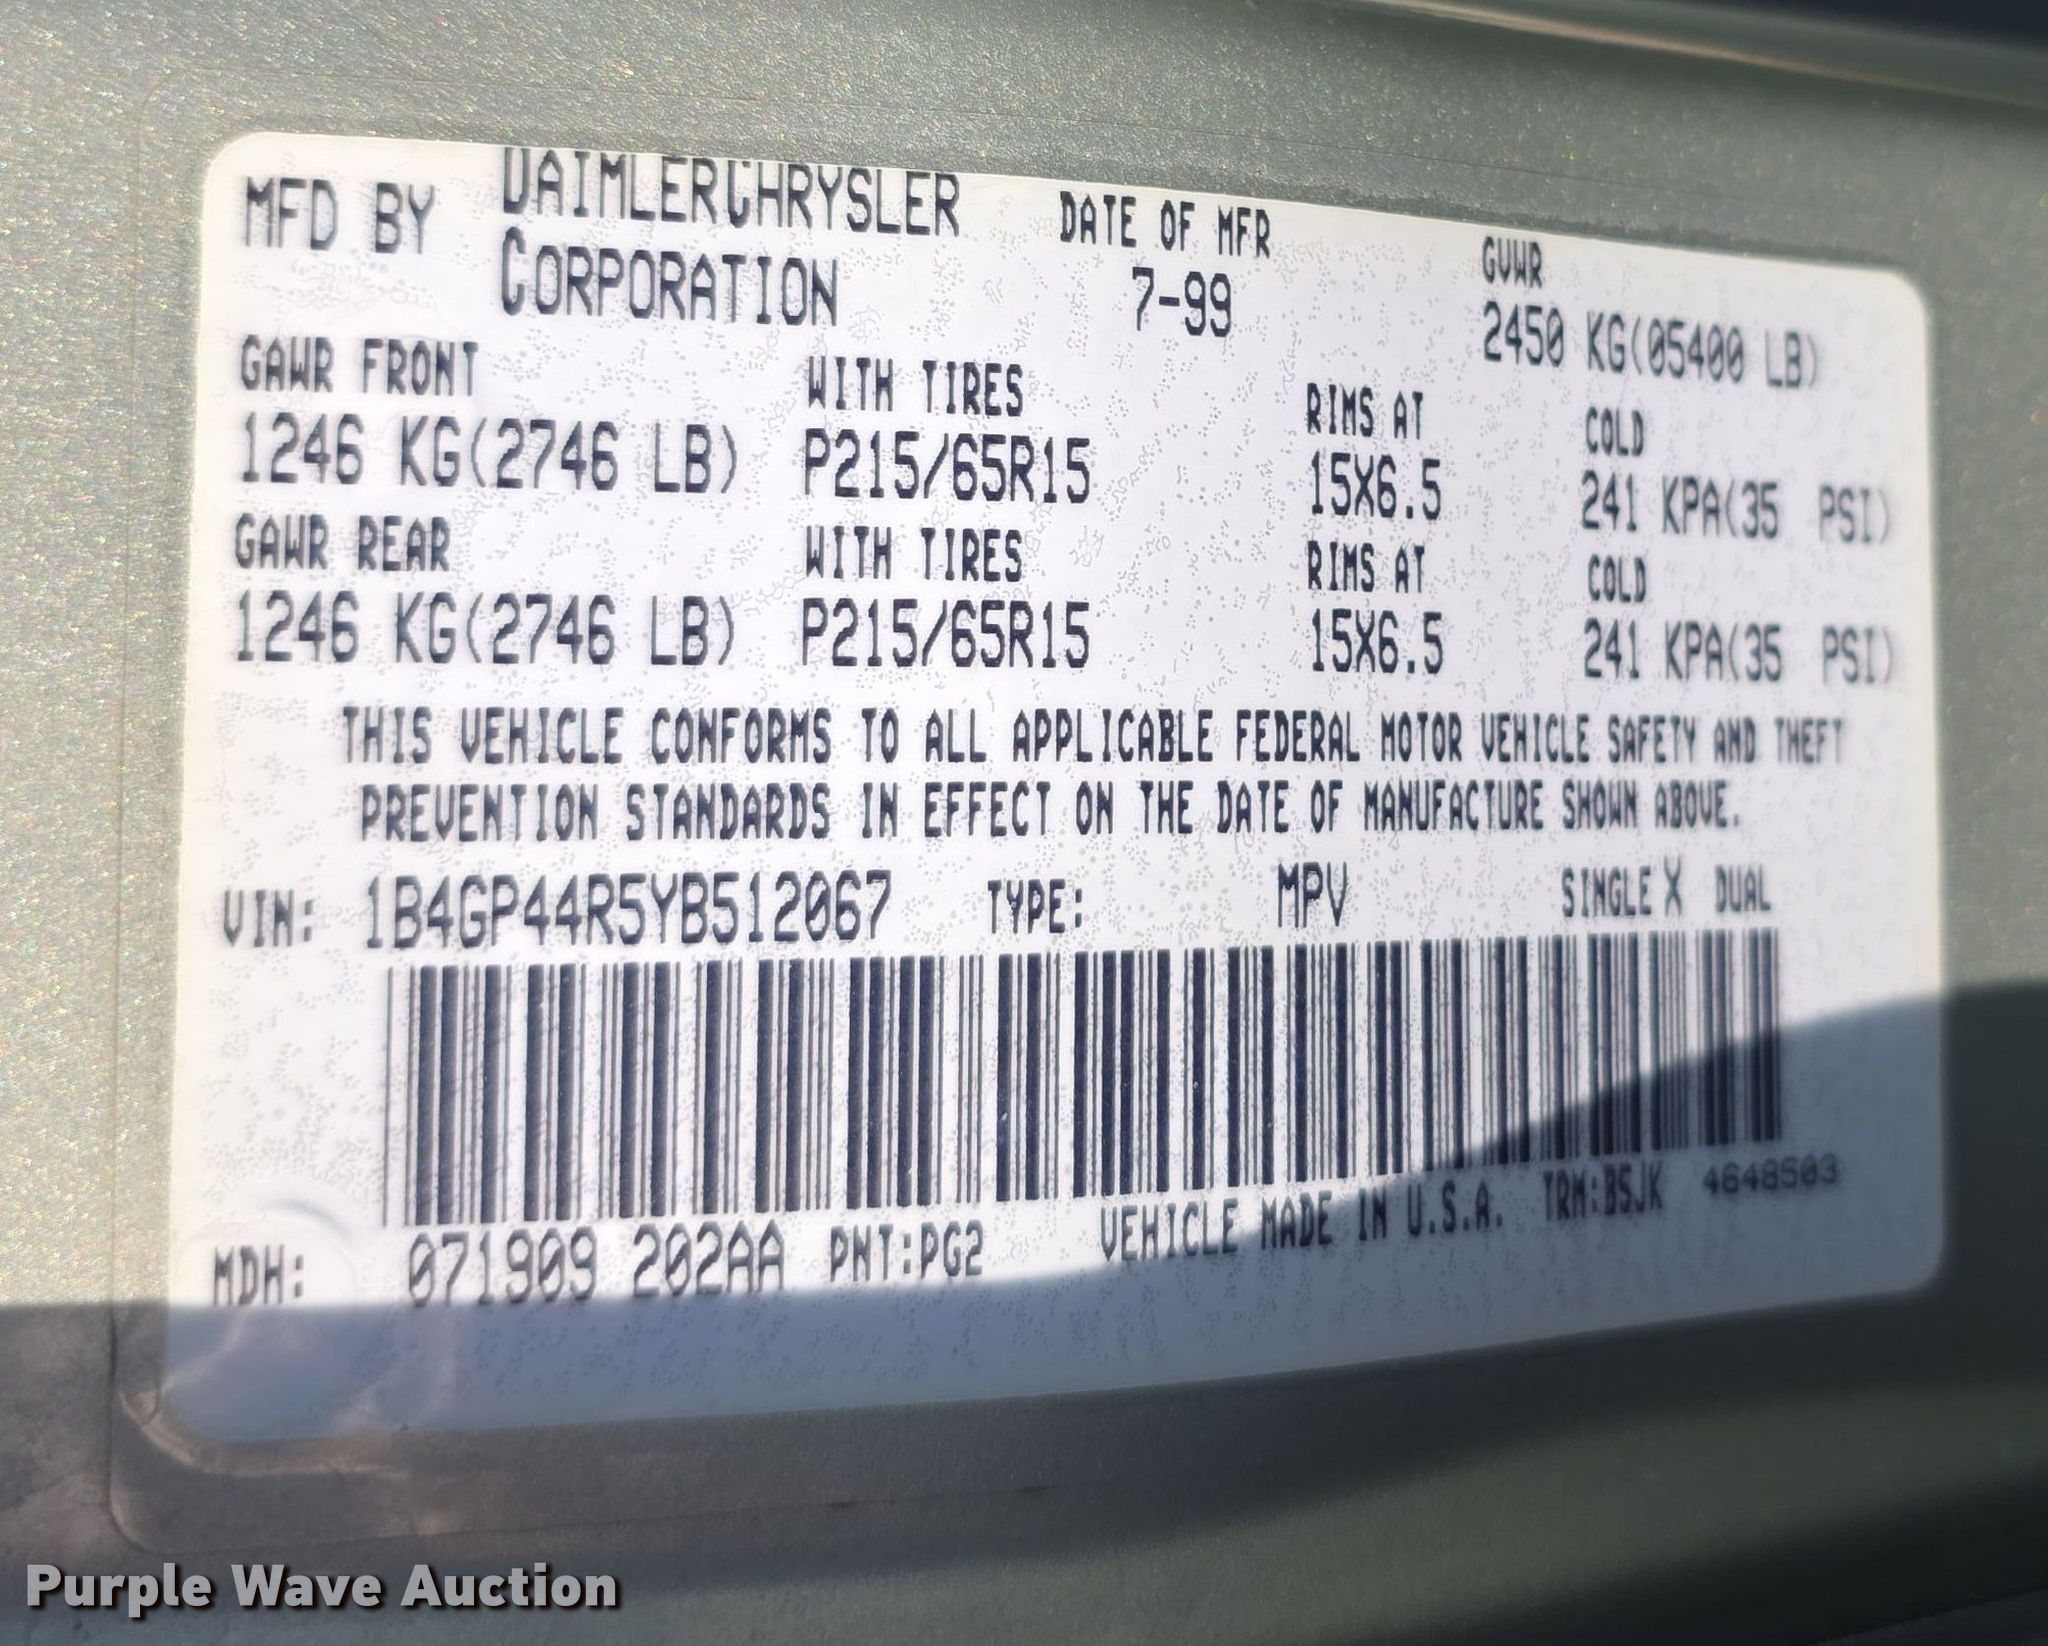 MFD BY DAIMLERCHRYSLER CORPORATION DATE OF MFR 7-99 GVWR 2450 KG(05400 LB)
GAWR FRONT WITH TIRES RIMS AT COLD
1246 KG(2746 LB) P215/65R15 15X6.5 241 KPA(35 PSI)
GAWR REAR WITH TIRES RIMS AT COLD
1246 KG(2746 LB) P215/65R15 15X6.5 241 KPA(35 PSI)
THIS VEHICLE CONFORMS TO ALL APPLICABLE FEDERAL MOTOR VEHICLE SAFETY AND THEFT
PREVENTION STANDARDS IN EFFECT ON THE DATE OF MANUFACTURE SHOWN ABOVE.
VIN: 1B4GP44R5YB512067 TYPE: MPV SINGLE X DUAL
MDH: 071909 202AA PNT:PG2 VEHICLE MADE IN U.S.A. TRM:B5JK 4648503
Purple Wave Auction